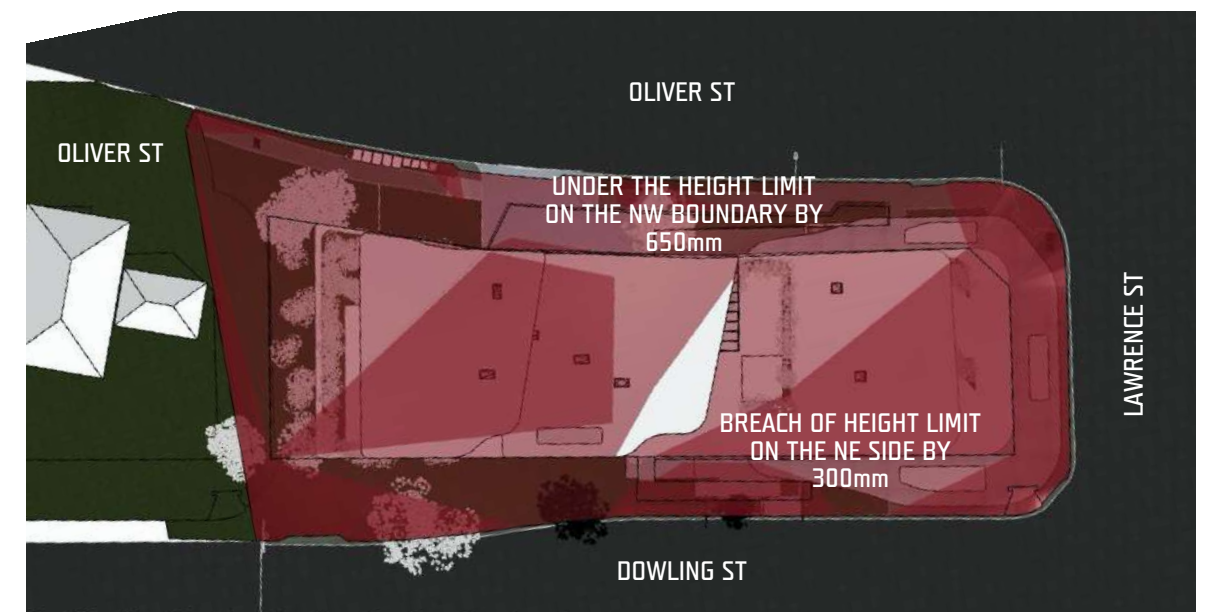 OLIVER ST
OLIVER ST
UNDER THE HEIGHT LIMIT
ON THE NW BOUNDARY BY
650mm
LAWRENCE ST
BREACH OF HEIGHT LIMIT
ON THE NE SIDE BY
300mm
DOWLING ST